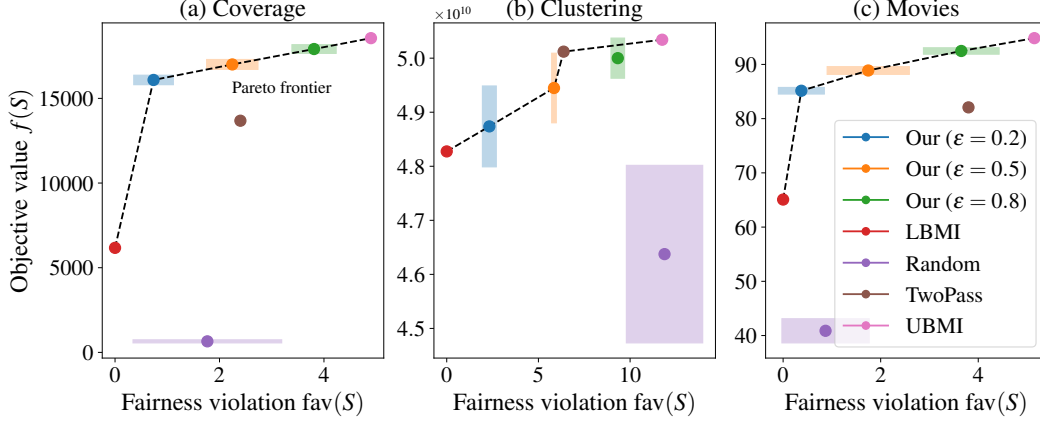 (a) Coverage
(b) Clustering
(c) Movies
Objective value f(S)
15000
10000
5000
0
0
2
4
Fairness violation fav(S)
Pareto frontier
×10¹⁰
5.0
4.9
4.8
4.7
4.6
4.5
0
5
10
Fairness violation fav(S)
90
80
70
60
50
40
0
2
4
Fairness violation fav(S)
Our (ε = 0.2)
Our (ε = 0.5)
Our (ε = 0.8)
LBMI
Random
TwoPass
UBMI